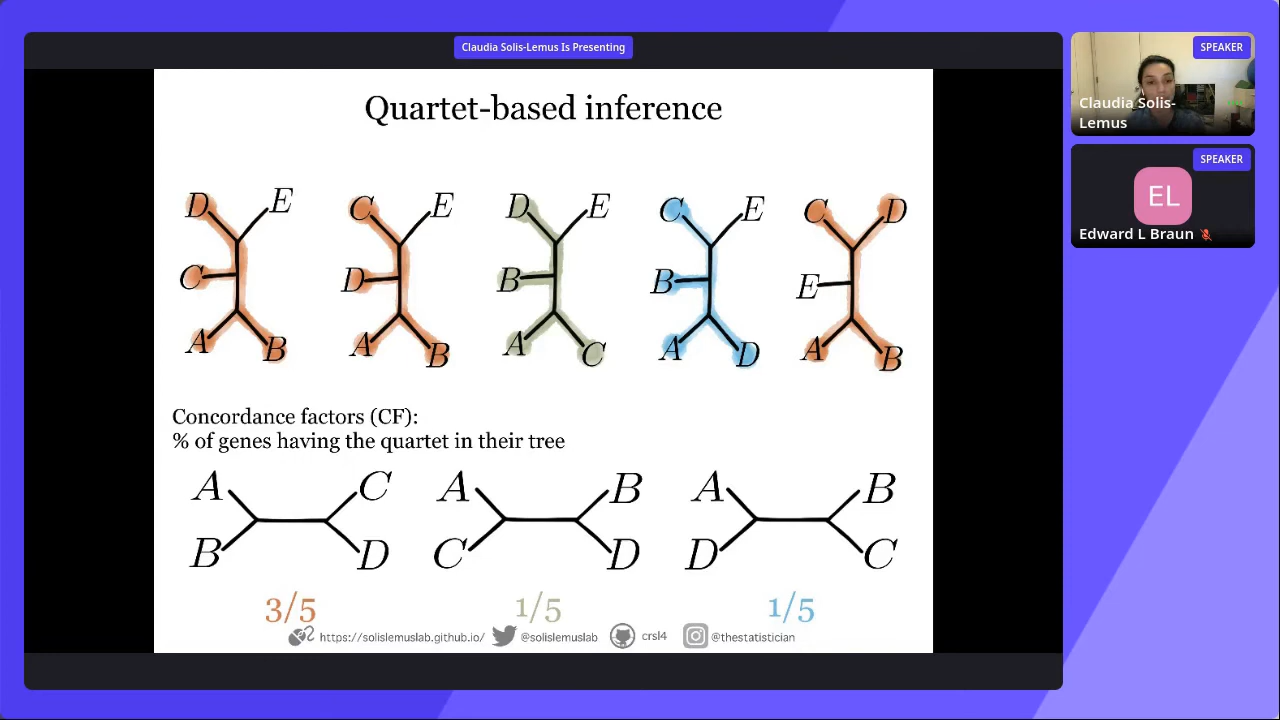 Claudia Solis-Lemus Is Presenting
SPEAKER
Claudia Solis-
Lemus
SPEAKER
EL
Edward L Braun
Quartet-based inference
D E C E D E C E C D
C D B B E
A B A B A C A D A B
Concordance factors (CF):
% of genes having the quartet in their tree
A C A B A B
B D C D D C
3/5 1/5 1/5
https://solislemuslab.github.io/ @solislemuslab crsl4 @thestatistician